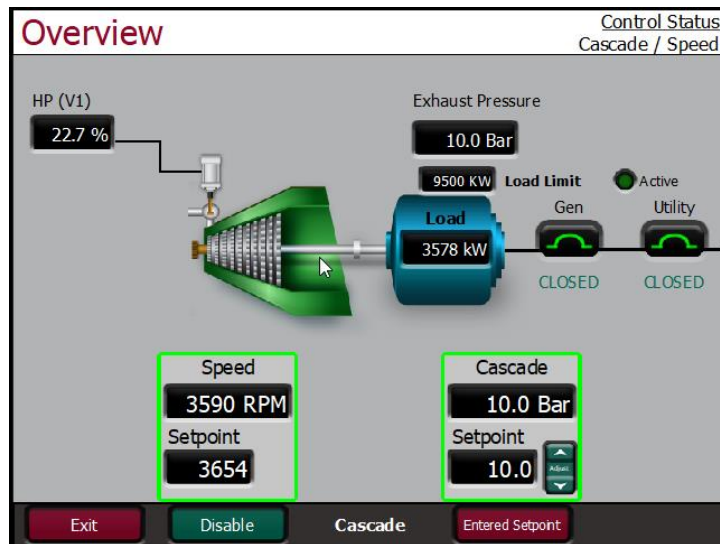 Overview
Control Status
Cascade / Speed
HP (V1)
22.7 %
Exhaust Pressure
10.0 Bar
9500 KW Load Limit Active
Load
3578 kW
Gen Utility
CLOSED CLOSED
Speed
3590 RPM
Setpoint
3654
Cascade
10.0 Bar
Setpoint
10.0
Adjust
Exit Disable Cascade Entered Setpoint